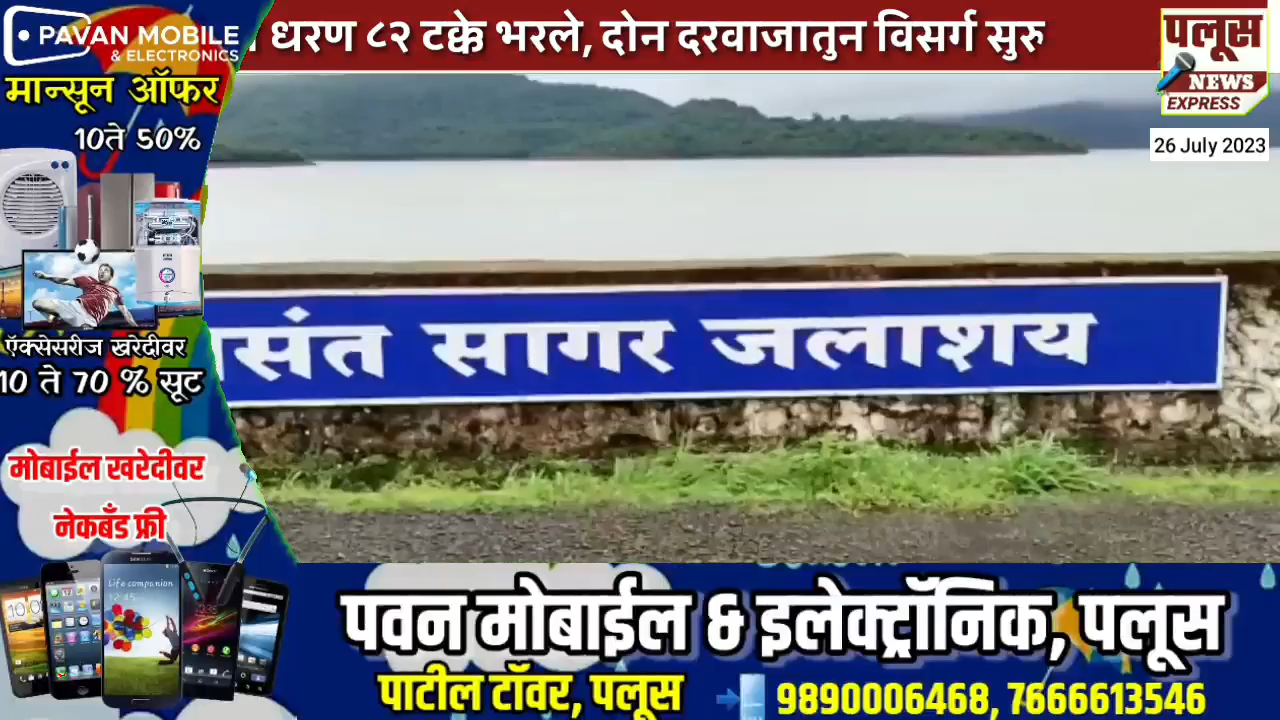 PAVAN MOBILE
& ELECTRONICS
धरण ८२ टक्के भरले, दोन दरवाजातुन विसर्ग सुरु
पलूस
NEWS
EXPRESS
26 July 2023
मान्सून ऑफर
10ते 50%
ऍक्सेसरीज खरेदीवर
10 ते 70 % सूट
सागर जलाशय
मोबाईल खरेदीवर
नेकबँड फ्री
Life companion
पवन मोबाईल & इलेक्ट्रॉनिक, पलूस
पाटील टॉवर, पलूस
9890006468, 7666613546